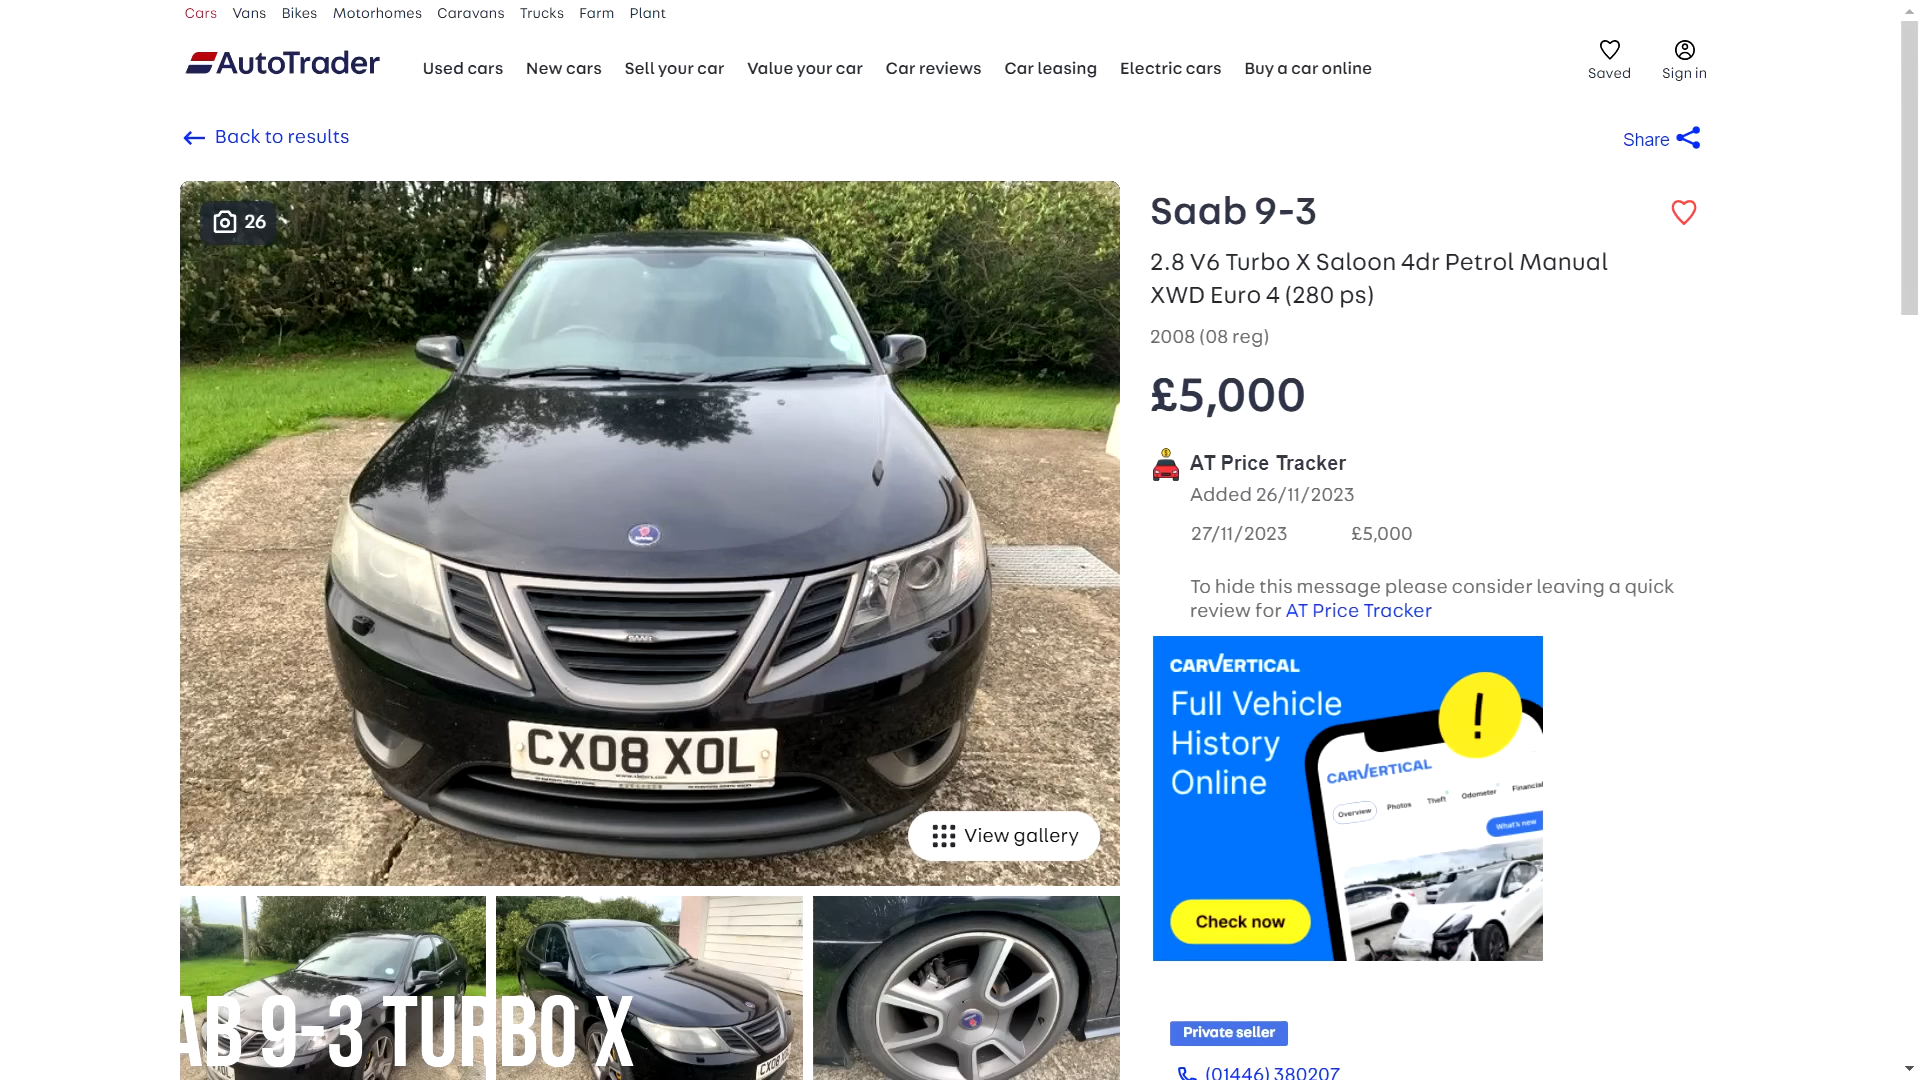 Cars Vans Bikes Motorhomes Caravans Trucks Farm Plant
AutoTrader
Used cars New cars Sell your car Value your car Car reviews Car leasing Electric cars Buy a car online
Saved
Sign in
Back to results
Share
26
Saab 9-3
2.8 V6 Turbo X Saloon 4dr Petrol Manual
XWD Euro 4 (280 ps)
2008 (08 reg)
£5,000
AT Price Tracker
Added 26/11/2023
27/11/2023 £5,000
To hide this message please consider leaving a quick
review for AT Price Tracker
SAAB
CX08 XOL
View gallery
CARVERTICAL
Full Vehicle
History
Online
!
CARVERTICAL
Overview Photos Theft Odometer Financial
What's new
Check now
AB 9-3 TURBO X
Private seller
(01446) 380207